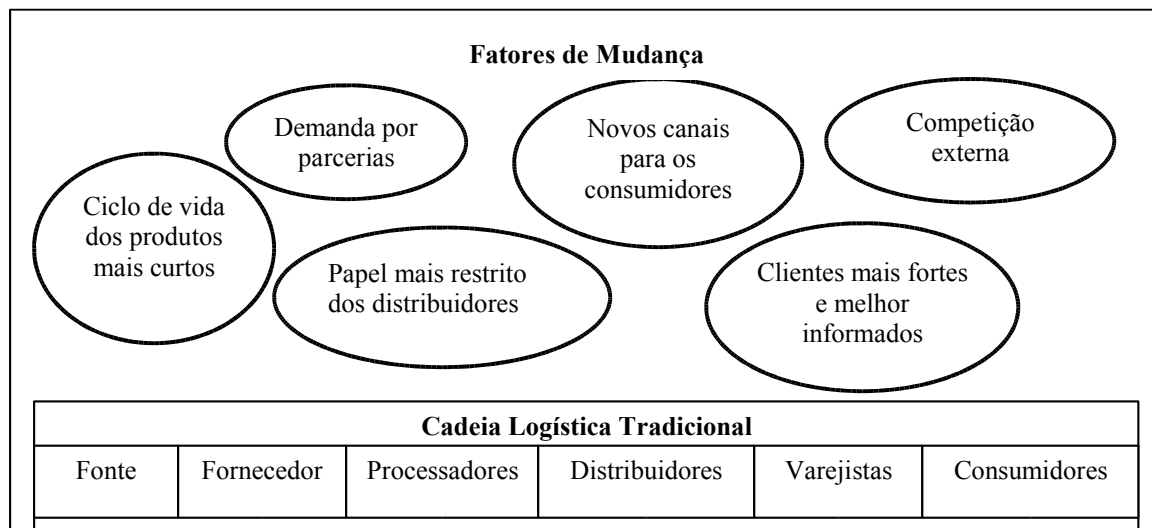 Fatores de Mudança
Demanda por
parcerias
Novos canais
para os
consumidores
Competição
externa
Ciclo de vida
dos produtos
mais curtos
Papel mais restrito
dos distribuidores
Clientes mais fortes
e melhor
informados
Cadeia Logística Tradicional
Fonte Fornecedor Processadores Distribuidores Varejistas Consumidores